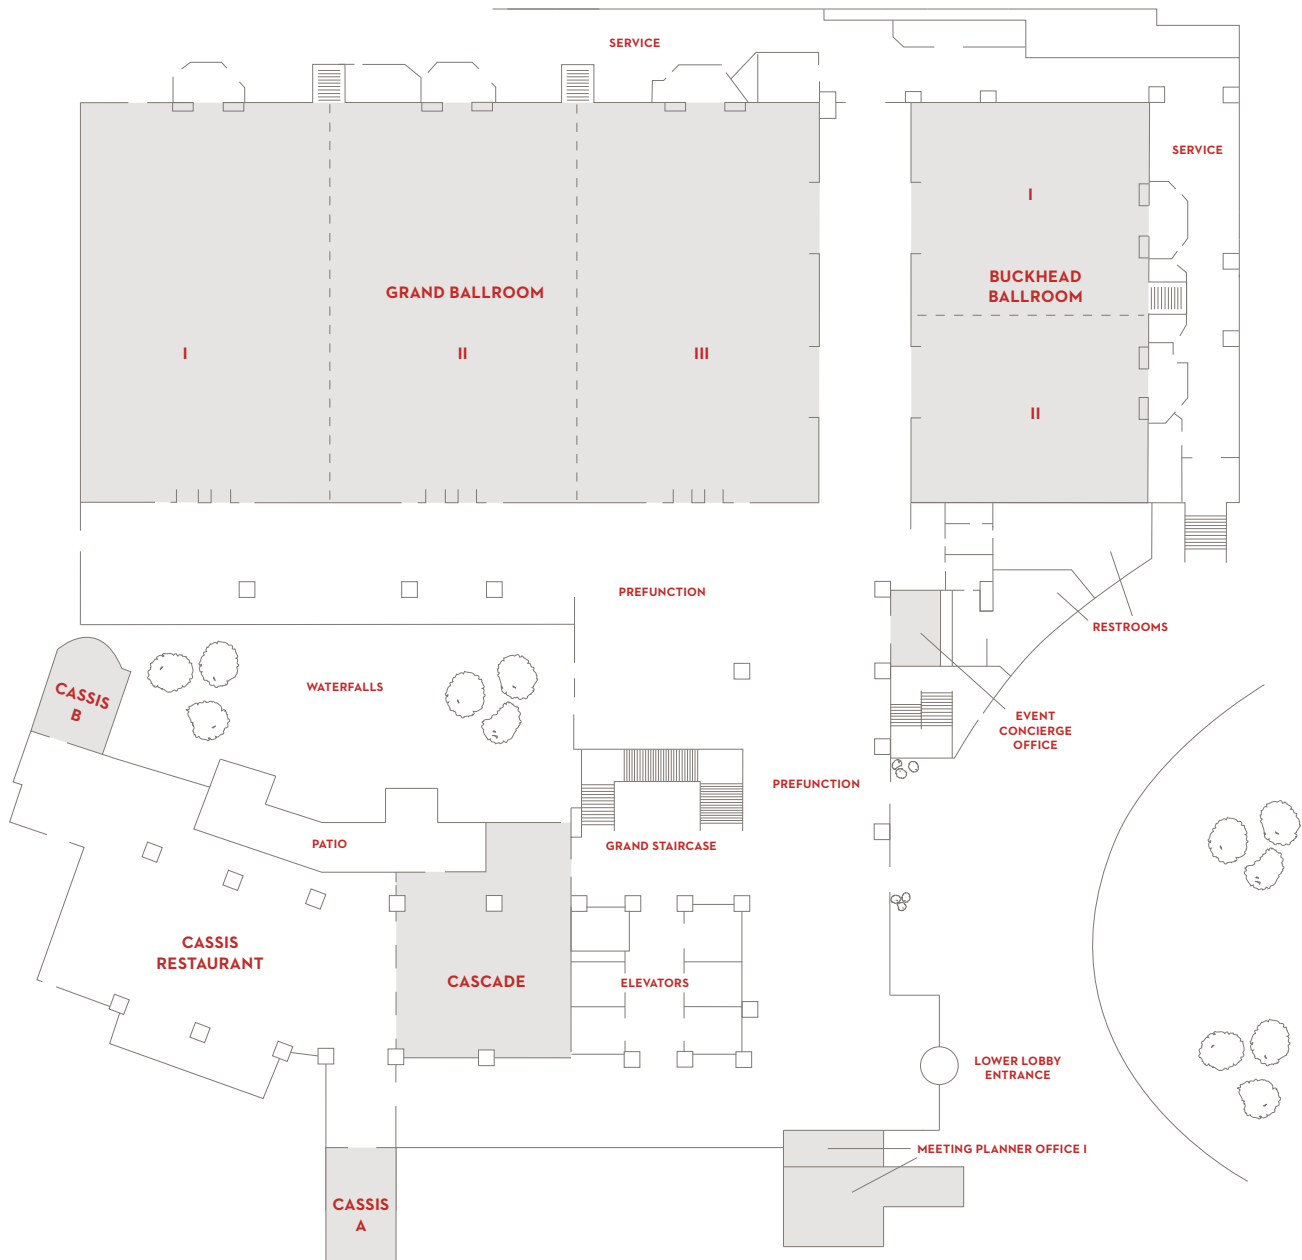 SERVICE
SERVICE
I
GRAND BALLROOM
BUCKHEAD
BALLROOM
I
II
III
II
PREFUNCTION
RESTROOMS
CASSIS
B
WATERFALLS
EVENT
CONCIERGE
OFFICE
PREFUNCTION
PATIO
GRAND STAIRCASE
CASSIS
RESTAURANT
CASCADE
ELEVATORS
LOWER LOBBY
ENTRANCE
MEETING PLANNER OFFICE I
CASSIS
A